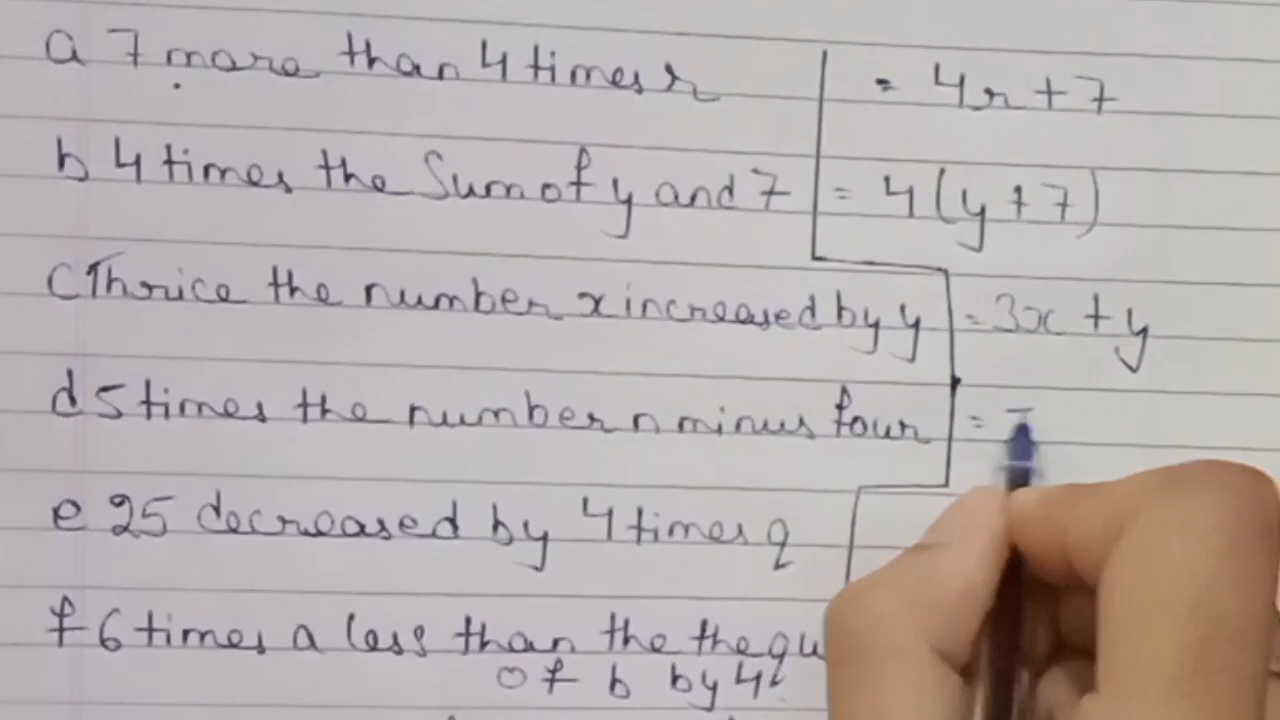 a 7 more than 4 times r = 4r + 7
b 4 times the Sum of y and 7 = 4(y + 7)
c Thrice the number x increased by y = 3x + y
d 5 times the number n minus four =
e 25 decreased by 4 times q
f 6 times a less than the the qu
of b by 4